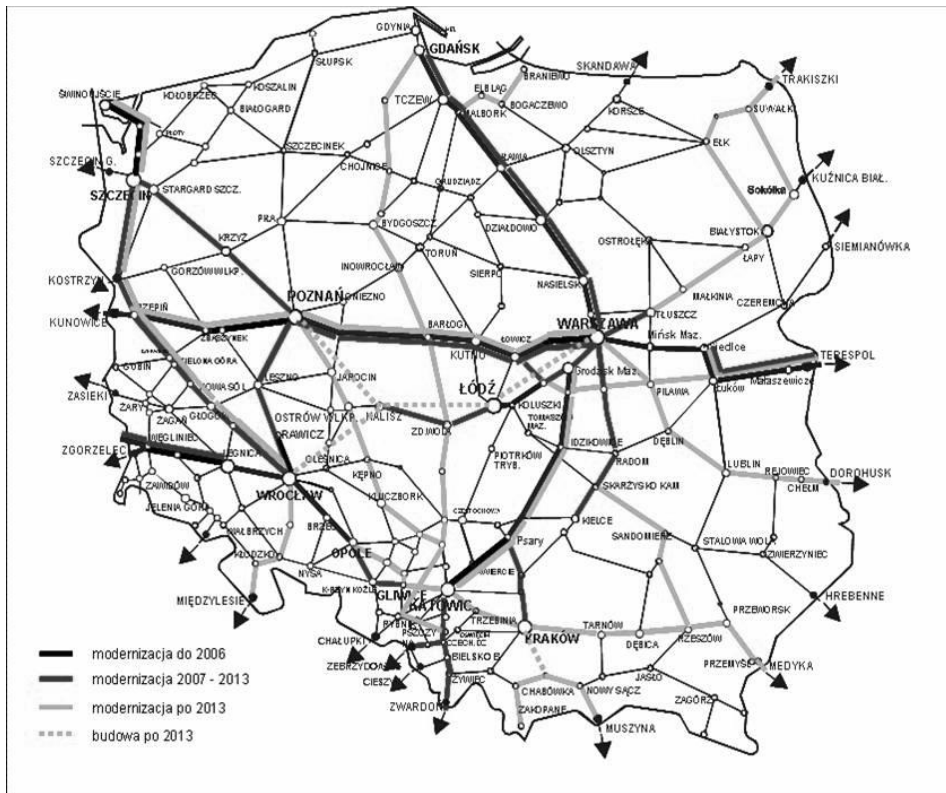 GDYNIA
GDAŃSK
SŁUPSK
SKANDAWA
BRANIEWO
TRAKISZKI
ŚWINOUJŚCIE
KOŁOBRZEG
KOSZALIN
ELBLĄG
TCZEW
BOGACZEWO
KORSZE
SUWAŁKI
BIAŁOGARD
MALBORK
SZCZECINEK
OLSZTYN
EŁK
SZCZECIN G.
CHOJNICE
IŁAWA
SZCZECIN
STARGARD SZCZ.
GRUDZIĄDZ
Sokółka
KUŹNICA BIAŁ.
PIŁA
BYDGOSZCZ
DZIAŁDOWO
BIAŁYSTOK
KRZYŻ
TORUŃ
OSTROŁĘK
SIEMIANÓWKA
ŁAPY
KOSTRZYN
GORZÓW WLKP.
INOWROCŁAW
SIERPC
NASIELSK
MAŁKINIA
CZEREMCHA
POZNAŃ
GNIEZNO
KUNOWICE
RZEPIŃ
BARŁOGI
WARSZAWA
TŁUSZCZ
ZBĄSZYNEK
KUTNO
ŁOWICZ
Mińsk Maz.
Siedlce
TERESPOL
GUBIN
ZIELONA GÓRA
Grodzisk Maz.
Łuków
Małaszewicze
ZASIEKI
NOWA SÓL
LESZNO
JAROCIN
ŁÓDŹ
PILAWA
ŻARY
ŻAGAŃ
GŁOGÓW
OSTRÓW WLKP.
KALISZ
KOLUSZKI
TOMASZÓW MAZ.
ZGORZELEC
WĘGLINIEC
RAWICZ
ZD.WOLA
IDZIKOWICE
DĘBLIN
LEGNICA
OLEŚNICA
PIOTRKÓW TRYB.
RADOM
KĘPNO
LUBLIN
REJOWIEC
DOROHUSK
CHEŁM
ZAWIDÓW
WROCŁAW
SKARŻYSKO KAM.
JELENIA GÓRA
KLUCZBORK
CZĘSTOCHOWA
WAŁBRZYCH
BRZEG
KIELCE
SANDOMIERZ
STALOWA WOLA
ZWIERZYNIEC
KŁODZKO
OPOLE
Psary
NYSA
ZAWIERCIE
HREBENNE
MIĘDZYLESIE
GLIWICE
KATOWIC
PRZEWORSK
RYBNIK
TRZEBINIA
CHAŁUPKI
KRAKÓW
TARNÓW
DĘBICA
RZESZÓW
BIELSKO B.
PRZEMYŚL
MEDYKA
CIESZYN
ŻYWIEC
CHABÓWKA
NOWY SĄCZ
JASŁO
ZAGÓRZ
ZWARDOŃ
ZAKOPANE
MUSZYNA
modernizacja do 2006
modernizacja 2007 - 2013
modernizacja po 2013
budowa po 2013